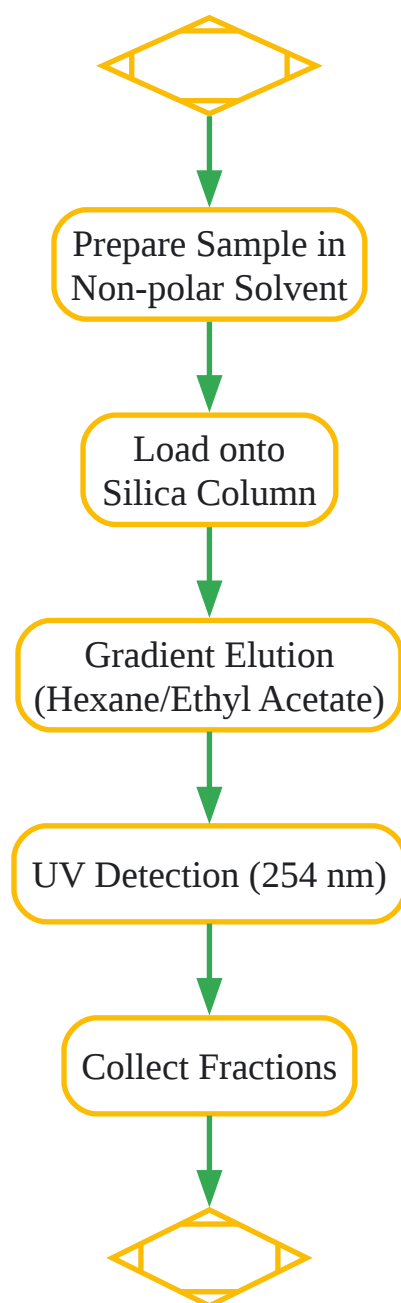 Prepare Sample in
Non-polar Solvent
Load onto
Silica Column
Gradient Elution
(Hexane/Ethyl Acetate)
UV Detection (254 nm)
Collect Fractions